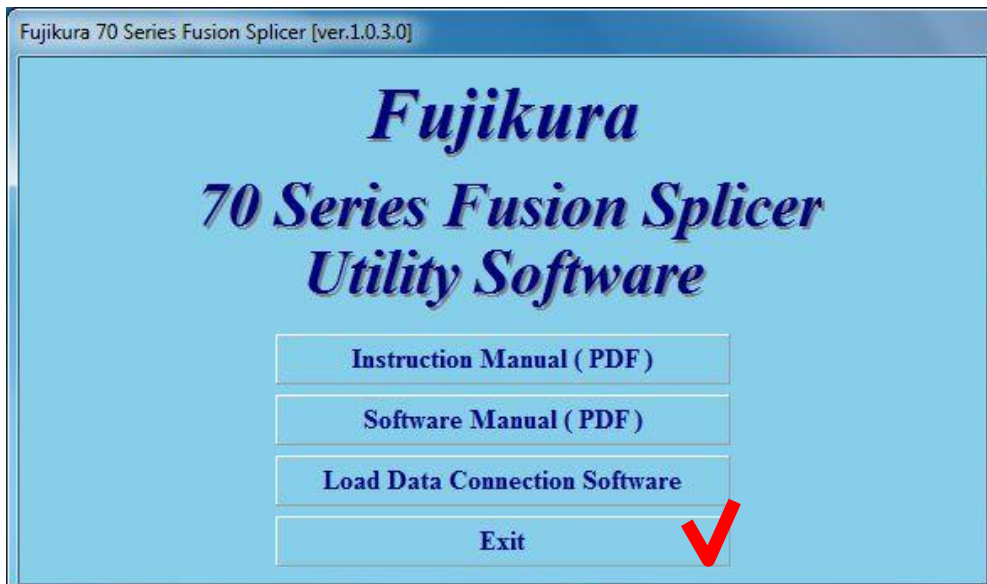 Fujikura 70 Series Fusion Splicer [ver.1.0.3.0]
Fujikura
70 Series Fusion Splicer
Utility Software
Instruction Manual ( PDF )
Software Manual ( PDF )
Load Data Connection Software
Exit